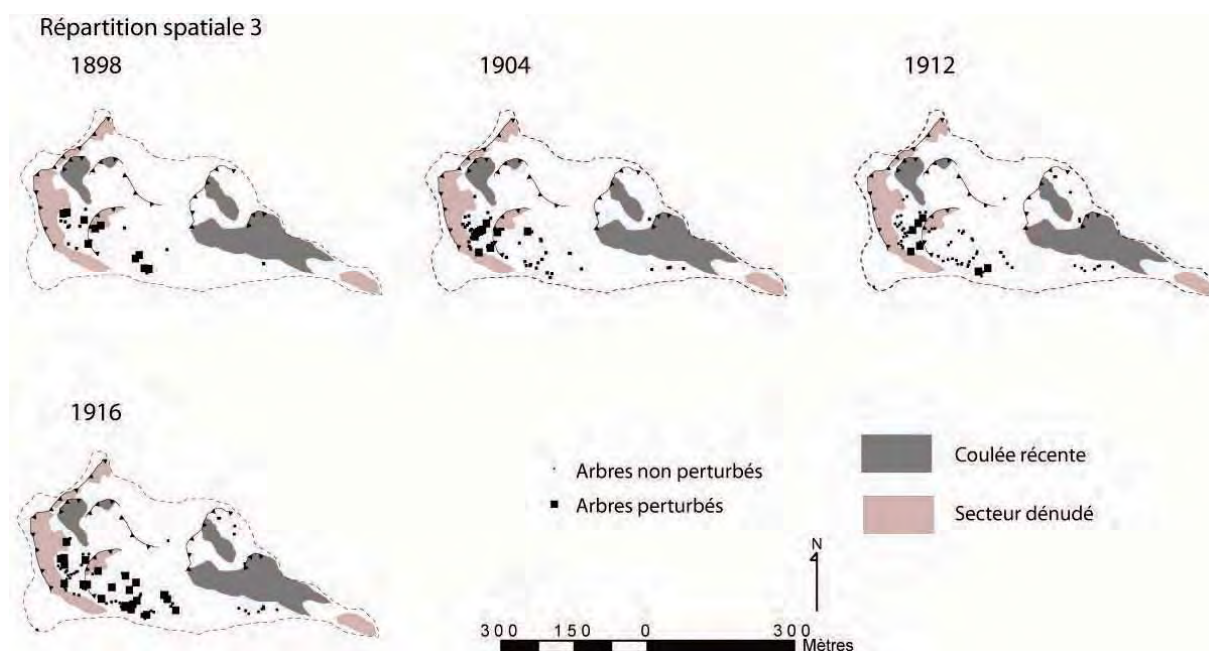 Répartition spatiale 3
1898
1904
1912
1916
Arbres non perturbés
Arbres perturbés
Coulée récente
Secteur dénudé
N
300 150 0 300
Mètres